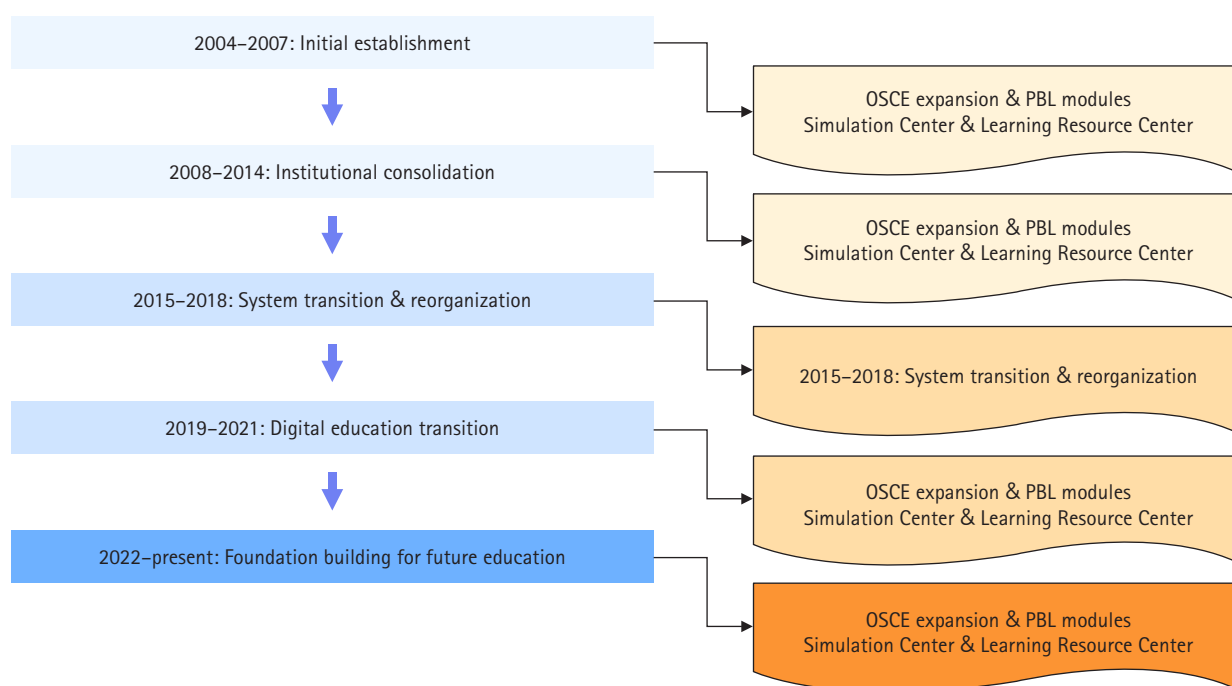 2004–2007: Initial establishment
OSCE expansion & PBL modules
Simulation Center & Learning Resource Center
2008–2014: Institutional consolidation
OSCE expansion & PBL modules
Simulation Center & Learning Resource Center
2015–2018: System transition & reorganization
2015–2018: System transition & reorganization
2019–2021: Digital education transition
OSCE expansion & PBL modules
Simulation Center & Learning Resource Center
2022–present: Foundation building for future education
OSCE expansion & PBL modules
Simulation Center & Learning Resource Center